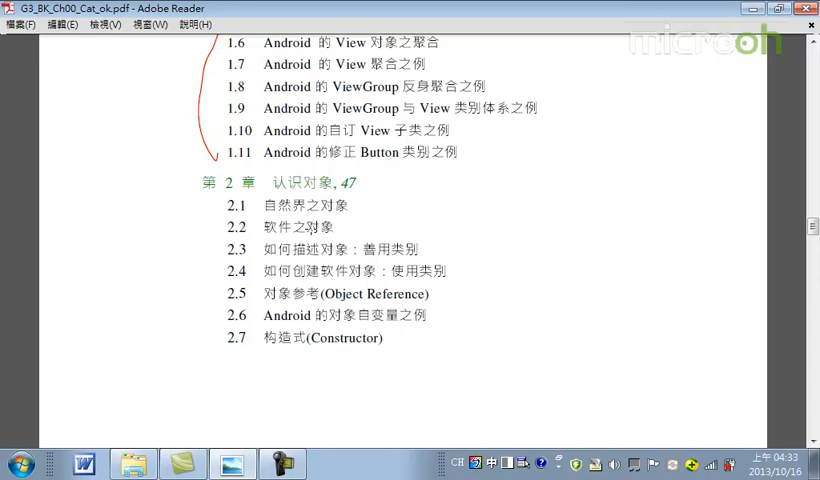 G3_BK_Ch00_Cat_ok.pdf - Adobe Reader
檔案(F) 編輯(E) 檢視(V) 視窗(W) 說明(H)
microoh
1.6 Android 的 View 对象之聚合
1.7 Android 的 View 聚合之例
1.8 Android 的 ViewGroup 反身聚合之例
1.9 Android 的 ViewGroup 与 View 类别体系之例
1.10 Android 的自订 View 子类之例
1.11 Android 的修正 Button 类别之例
第 2 章 认识对象, 47
2.1 自然界之对象
2.2 软件之对象
2.3 如何描述对象：善用类别
2.4 如何创建软件对象：使用类别
2.5 对象参考(Object Reference)
2.6 Android 的对象自变量之例
2.7 构造式(Constructor)
CH 中
上午 04:33
2013/10/16